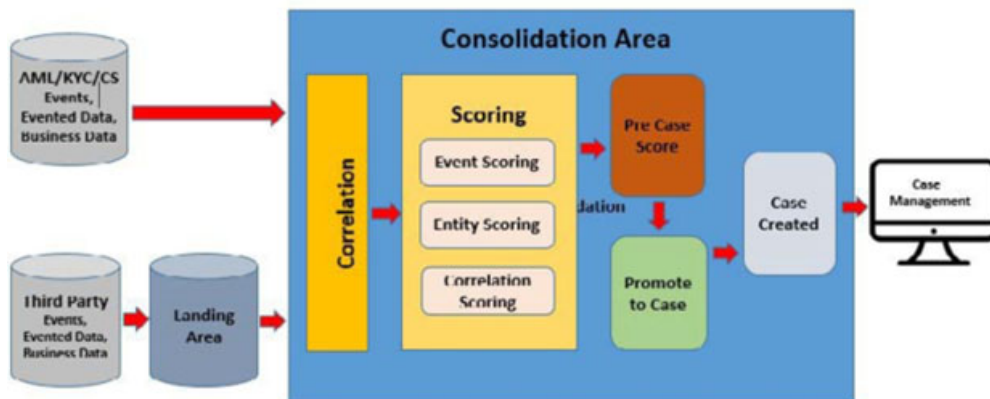 Consolidation Area
AML/KYC/CS
Events,
Evented Data,
Business Data
Correlation
Scoring
Event Scoring
Entity Scoring
Correlation
Scoring
Pre Case
Score
dation
Promote
to Case
Case
Created
Case
Management
Third Party
Events,
Evented Data,
Business Data
Landing
Area